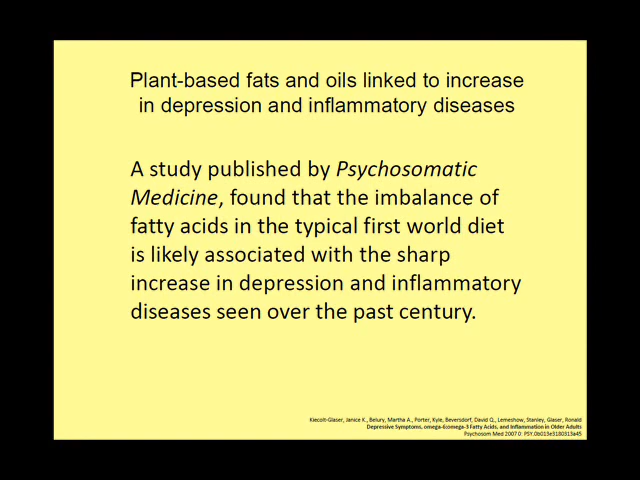 Plant-based fats and oils linked to increase
in depression and inflammatory diseases
A study published by Psychosomatic
Medicine, found that the imbalance of
fatty acids in the typical first world diet
is likely associated with the sharp
increase in depression and inflammatory
diseases seen over the past century.
Kiecolt-Glaser, Janice K., Belury, Martha A., Porter, Kyle, Beversdorf, David Q., Lemeshow, Stanley, Glaser, Ronald
Depressive Symptoms, omega-6:omega-3 Fatty Acids, and Inflammation in Older Adults
Psychosom Med 2007 0: PSY.0b013e3180313a45